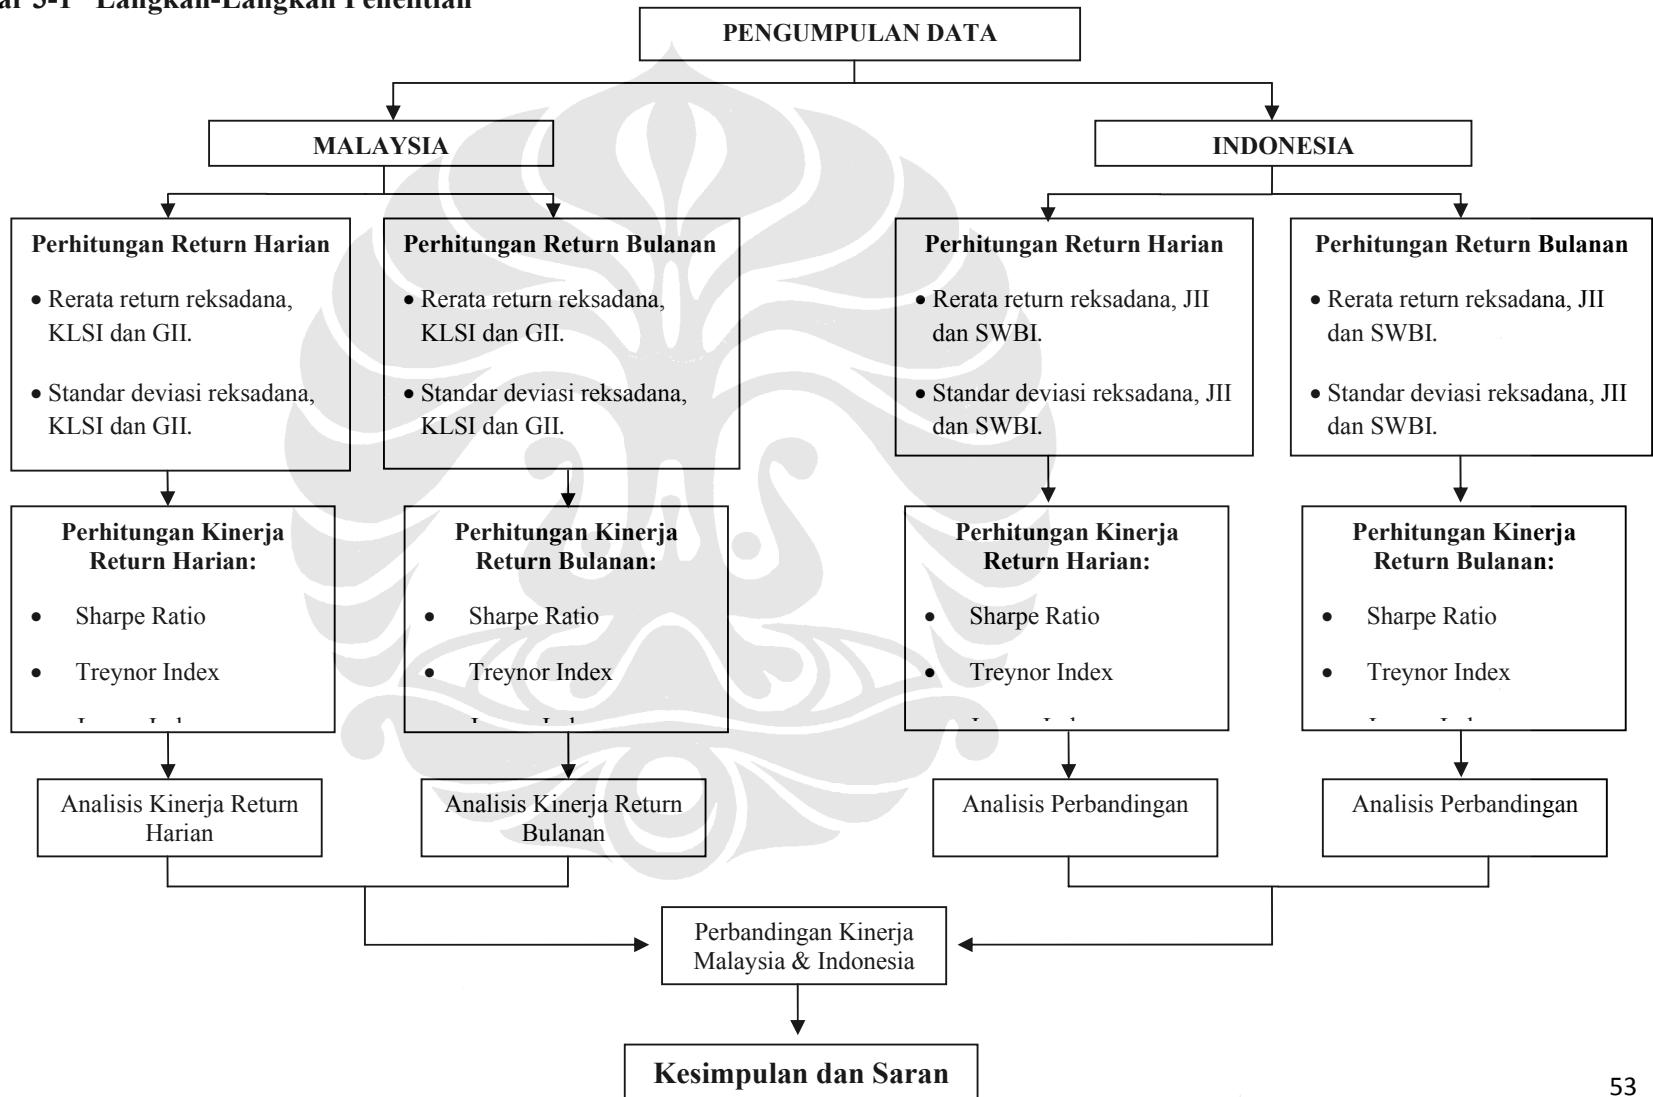 3-1 Langkah-Langkah Penelitian
PENGUMPULAN DATA
MALAYSIA
INDONESIA
Perhitungan Return Harian
• Rerata return reksadana,
KLSI dan GII.
• Standar deviasi reksadana,
KLSI dan GII.
Perhitungan Return Bulanan
• Rerata return reksadana,
KLSI dan GII.
• Standar deviasi reksadana,
KLSI dan GII.
Perhitungan Return Harian
• Rerata return reksadana, JII
dan SWBI.
• Standar deviasi reksadana, JII
dan SWBI.
Perhitungan Return Bulanan
• Rerata return reksadana, JII
dan SWBI.
• Standar deviasi reksadana, JII
dan SWBI.
Perhitungan Kinerja
Return Harian:
• Sharpe Ratio
• Treynor Index
Perhitungan Kinerja
Return Bulanan:
• Sharpe Ratio
• Treynor Index
Perhitungan Kinerja
Return Harian:
• Sharpe Ratio
• Treynor Index
Perhitungan Kinerja
Return Bulanan:
• Sharpe Ratio
• Treynor Index
Analisis Kinerja Return
Harian
Analisis Kinerja Return
Bulanan
Analisis Perbandingan
Analisis Perbandingan
Perbandingan Kinerja
Malaysia & Indonesia
Kesimpulan dan Saran
53